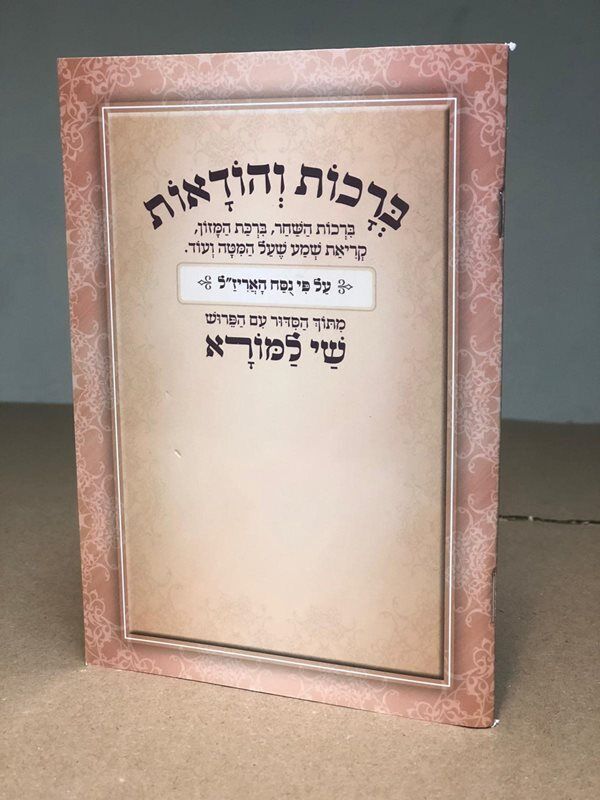 בְּרָכוֹת וְהוֹדָאוֹת
בִּרְכוֹת הַשַּׁחַר, בִּרְכַּת הַמָּזוֹן,
קְרִיאַת שְׁמַע שֶׁעַל הַמִּטָּה וְעוֹד.
עַל פִּי נֻסַּח הָאֲרִיזַ"ל
מִתּוֹךְ הַסִּדּוּר עִם הַפֵּרוּשׁ
שַׁי לַמּוֹרָא